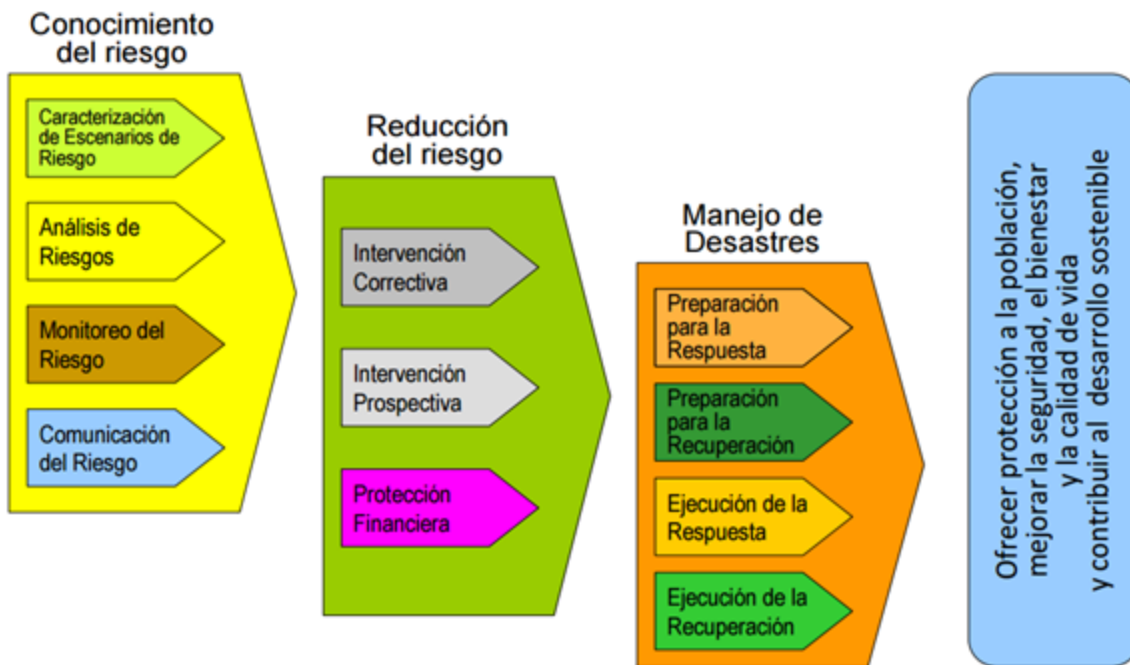 Conocimiento
del riesgo
Caracterización
de Escenarios de
Riesgo
Análisis de
Riesgos
Monitoreo del
Riesgo
Comunicación
del Riesgo
Reducción
del riesgo
Intervención
Correctiva
Intervención
Prospectiva
Protección
Financiera
Manejo de
Desastres
Preparación
para la
Respuesta
Preparación
para la
Recuperación
Ejecución de la
Respuesta
Ejecución de la
Recuperación
Ofrecer protección a la población,
mejorar la seguridad, el bienestar
y la calidad de vida
y contribuir al desarrollo sostenible